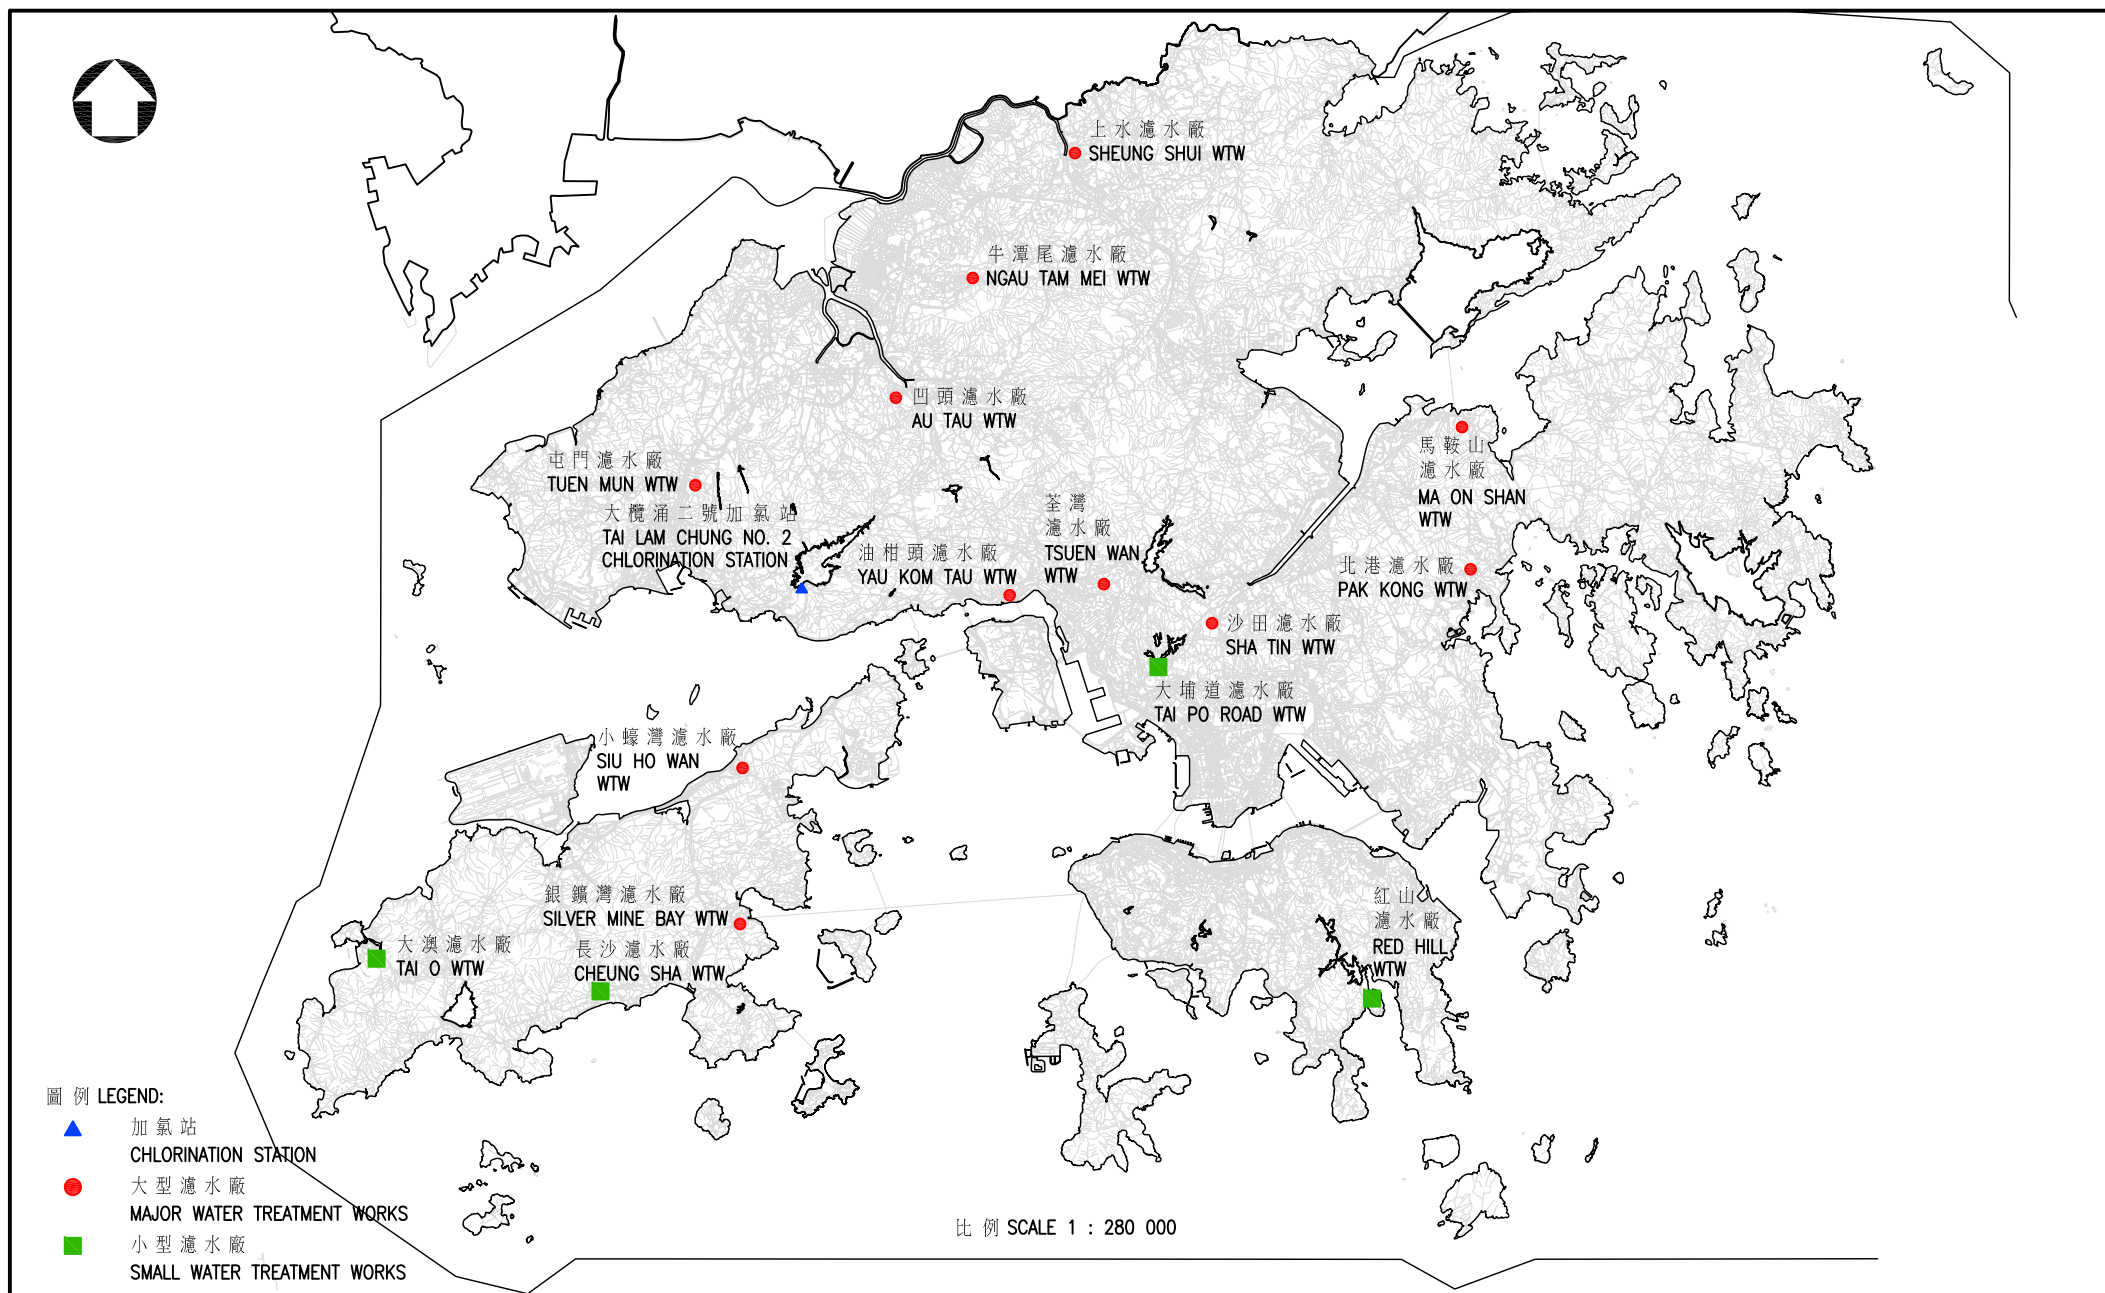 上水濾水廠
SHEUNG SHUI WTW
牛潭尾濾水廠
NGAU TAM MEI WTW
凹頭濾水廠
AU TAU WTW
屯門濾水廠
TUEN MUN WTW
大欖涌二號加氯站
TAI LAM CHUNG NO. 2
CHLORINATION STATION
油柑頭濾水廠
YAU KOM TAU WTW
荃灣
濾水廠
TSUEN WAN
WTW
馬鞍山
濾水廠
MA ON SHAN
WTW
北港濾水廠
PAK KONG WTW
沙田濾水廠
SHA TIN WTW
大埔道濾水廠
TAI PO ROAD WTW
小蠔灣濾水廠
SIU HO WAN
WTW
銀鑛灣濾水廠
SILVER MINE BAY WTW
長沙濾水廠
CHEUNG SHA WTW
大澳濾水廠
TAI O WTW
紅山
濾水廠
RED HILL
WTW
圖例 LEGEND:
加氯站
CHLORINATION STATION
大型濾水廠
MAJOR WATER TREATMENT WORKS
小型濾水廠
SMALL WATER TREATMENT WORKS
比例 SCALE 1 : 280 000